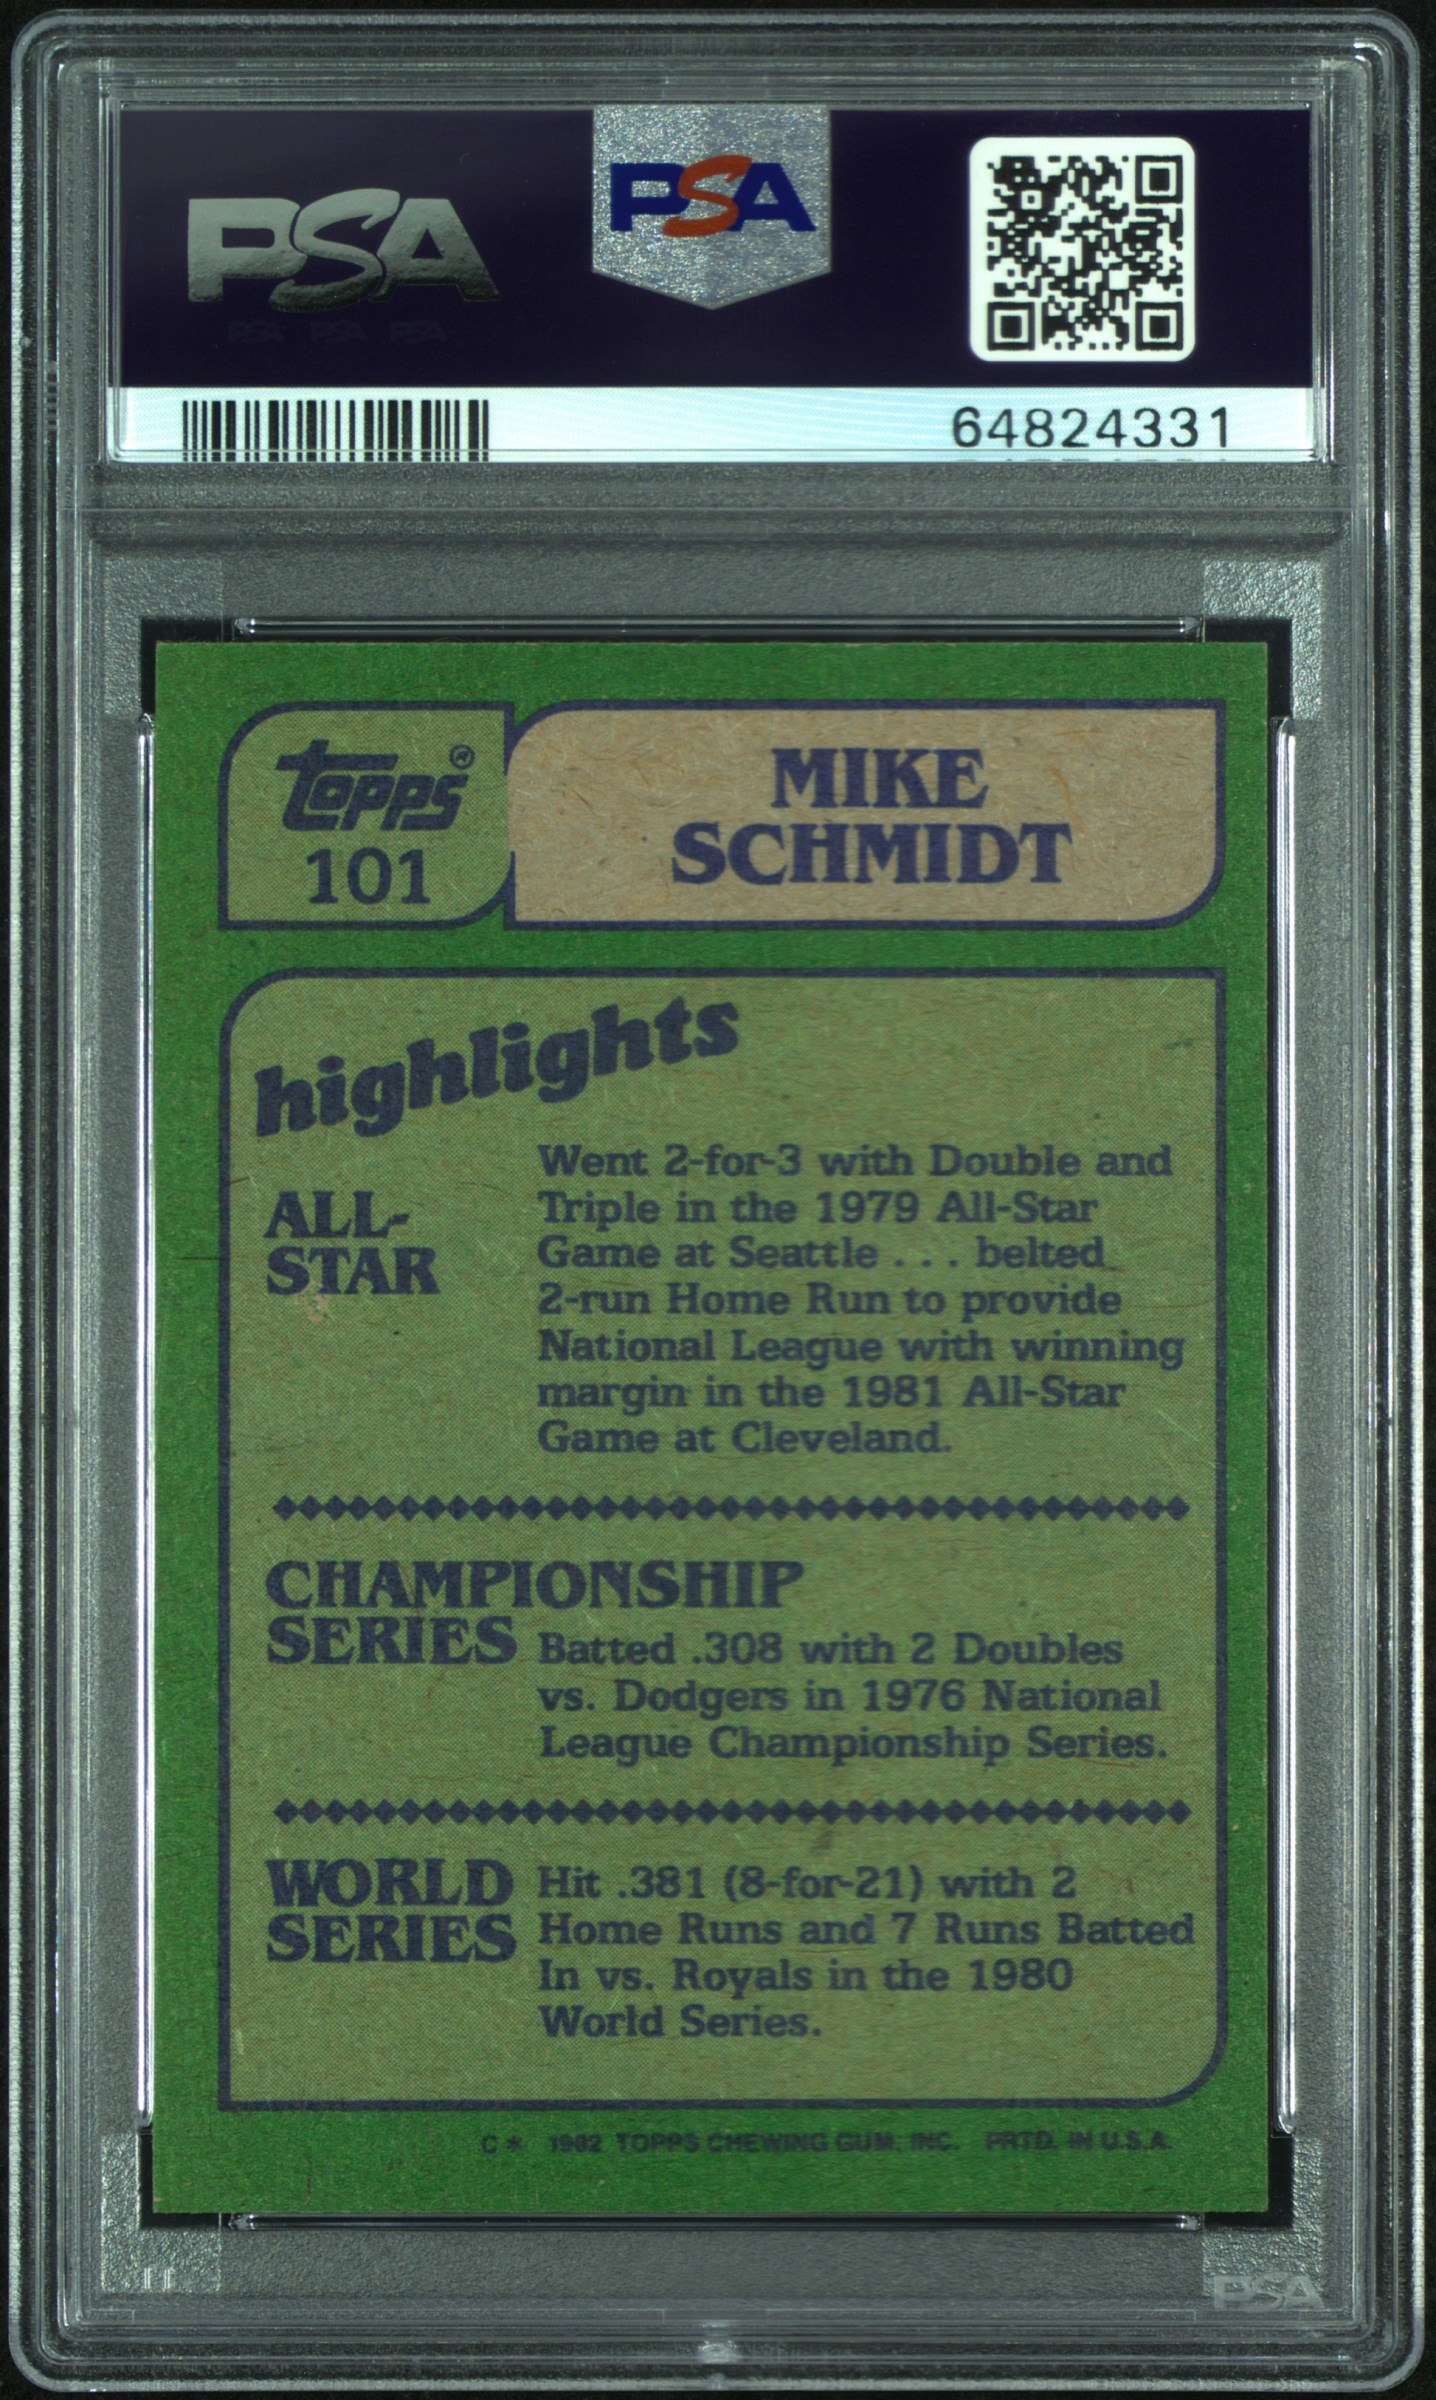 PSA
PSA
PSA PSA PSA
64824331
topps®
101
MIKE
SCHMIDT
highlights
ALL-
STAR
Went 2-for-3 with Double and
Triple in the 1979 All-Star
Game at Seattle . . . belted
2-run Home Run to provide
National League with winning
margin in the 1981 All-Star
Game at Cleveland.
CHAMPIONSHIP
SERIES
Batted .308 with 2 Doubles
vs. Dodgers in 1976 National
League Championship Series.
WORLD
SERIES
Hit .381 (8-for-21) with 2
Home Runs and 7 Runs Batted
In vs. Royals in the 1980
World Series.
C* 1982 TOPPS CHEWING GUM, INC. PRTD. IN U.S.A.
PSA